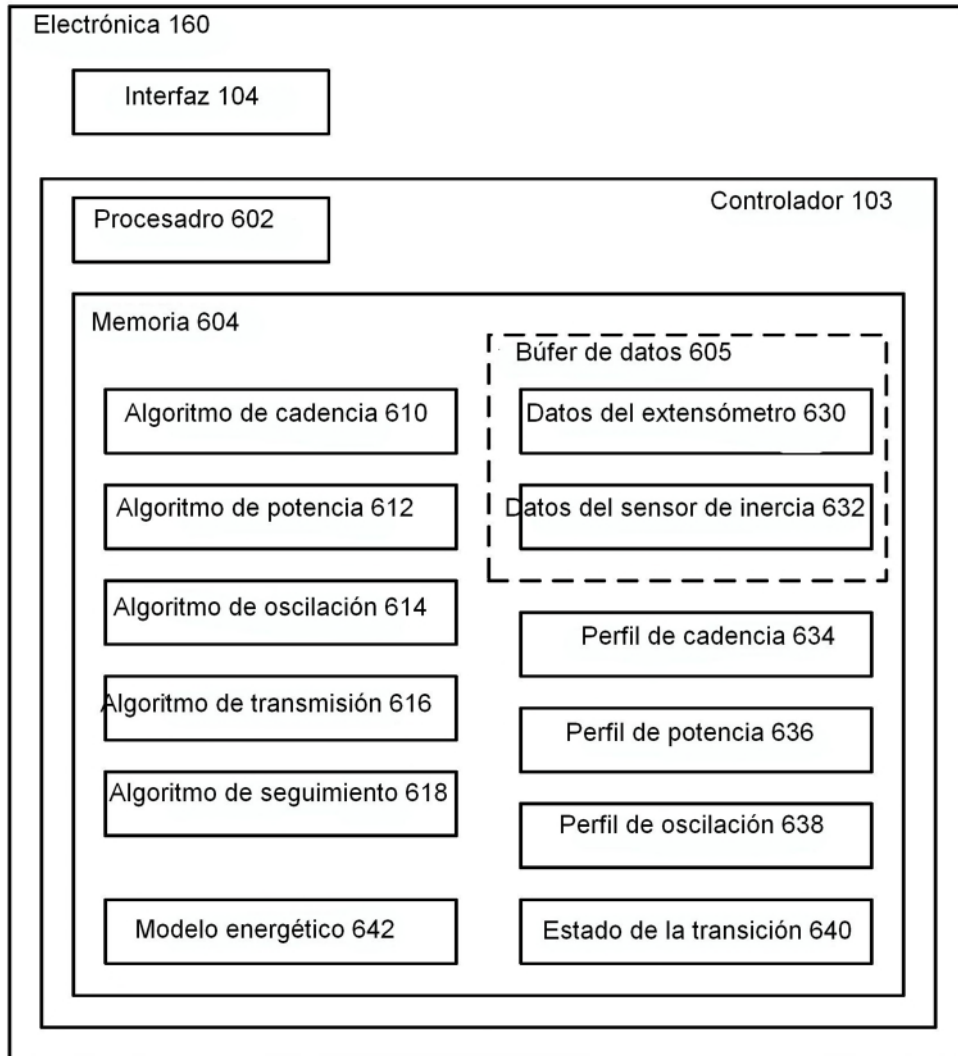 Electrónica 160
Interfaz 104
Controlador 103
Procesadro 602
Memoria 604
Búfer de datos 605
Algoritmo de cadencia 610
Datos del extensómetro 630
Algoritmo de potencia 612
Datos del sensor de inercia 632
Algoritmo de oscilación 614
Perfil de cadencia 634
Algoritmo de transmisión 616
Perfil de potencia 636
Algoritmo de seguimiento 618
Perfil de oscilación 638
Modelo energético 642
Estado de la transición 640